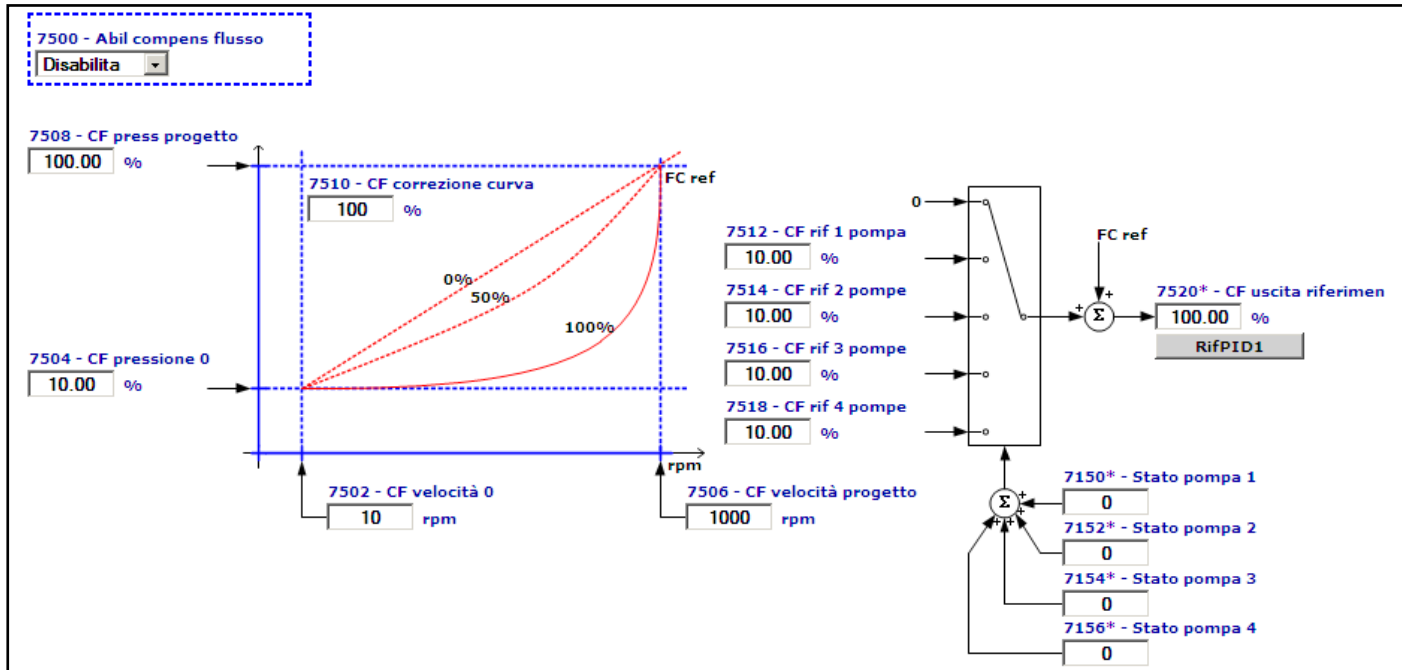 7500 - Abil compens flusso
Disabilita
7508 - CF press progetto
100.00 %
7510 - CF correzione curva
100 %
FC ref
0%
50%
100%
7504 - CF pressione 0
10.00 %
rpm
7502 - CF velocità 0
10 rpm
7506 - CF velocità progetto
1000 rpm
0
7512 - CF rif 1 pompa
10.00 %
7514 - CF rif 2 pompe
10.00 %
7516 - CF rif 3 pompe
10.00 %
7518 - CF rif 4 pompe
10.00 %
FC ref
+ +
Σ
7520* - CF uscita riferimen
100.00 %
RifPID1
Σ
+ + + +
7150* - Stato pompa 1
0
7152* - Stato pompa 2
0
7154* - Stato pompa 3
0
7156* - Stato pompa 4
0